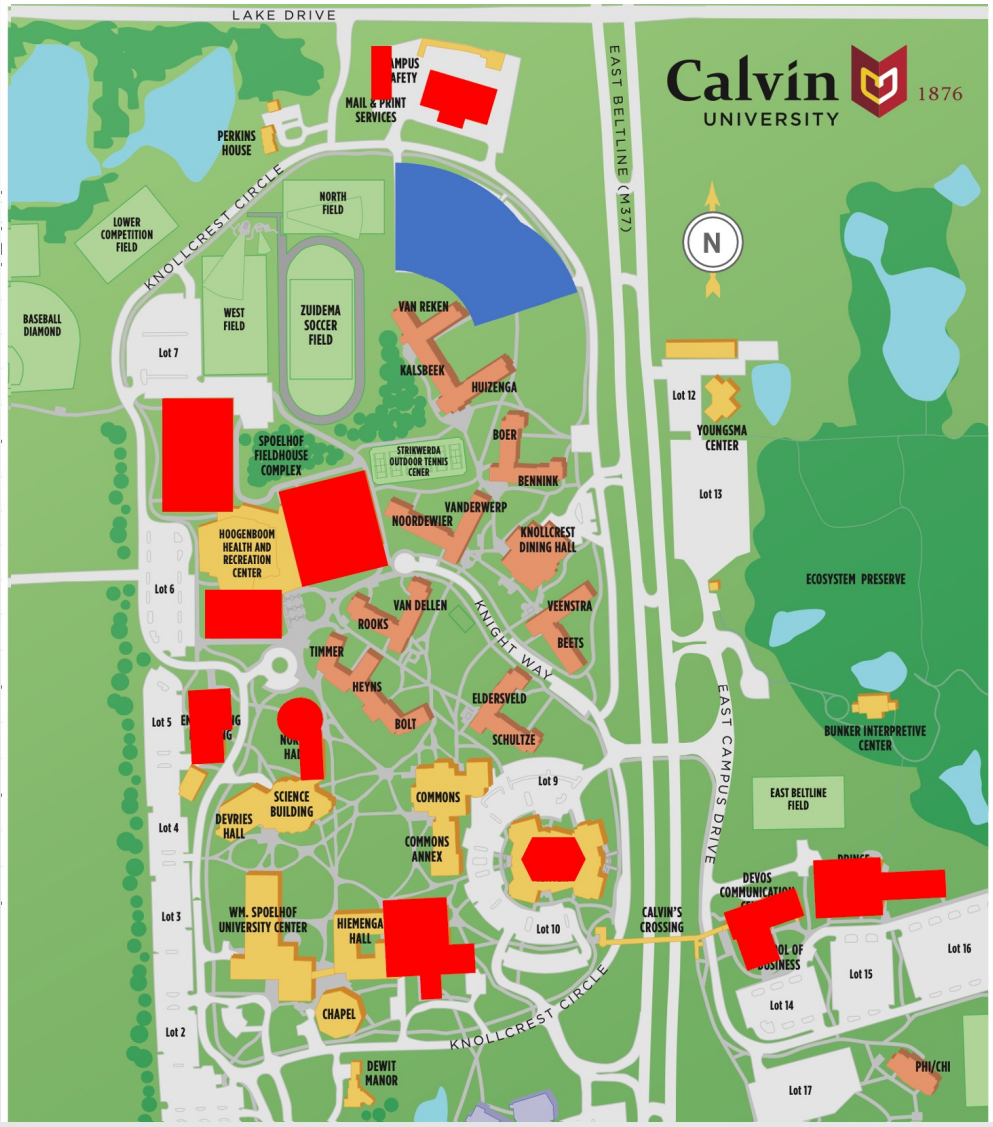 LAKE DRIVE
EAST BELTLINE (M37)
Calvin
UNIVERSITY
1876
MAIL & PRINT
SERVICES
PERKINS
HOUSE
KNOLLCREST CIRCLE
NORTH
FIELD
LOWER
COMPETITION
FIELD
N
BASEBALL
DIAMOND
WEST
FIELD
ZUIDEMA
SOCCER
FIELD
VAN REKEN
Lot 7
KALSBEEK
HUIZENGA
Lot 12
YOUNGSMA
CENTER
BOER
SPOELHOF
FIELDHOUSE
COMPLEX
STRIKWERDA
OUTDOOR TENNIS
CENER
BENNINK
Lot 13
VANDERWERP
NOORDEWIER
KNOLLCREST
DINING HALL
HOOGENBOOM
HEALTH AND
RECREATION
CENTER
ECOSYSTEM PRESERVE
Lot 6
VAN DELLEN
ROOKS
VEENSTRA
BEETS
KNIGHT WAY
TIMMER
HEYNS
BOLT
ELDERSVELD
SCHULTZE
Lot 5
EAST CAMPUS DRIVE
BUNKER INTERPRETIVE
CENTER
Lot 9
SCIENCE
BUILDING
COMMONS
EAST BELTLINE
FIELD
DEVRIES
HALL
Lot 4
COMMONS
ANNEX
DEVOS
COMMUNICATION
Lot 3
WM. SPOELHOF
UNIVERSITY CENTER
HIEMENGA
HALL
Lot 10
CALVIN'S
CROSSING
OF
BUSINESS
Lot 16
Lot 15
Lot 14
CHAPEL
Lot 2
KNOLLCREST CIRCLE
DEWIT
MANOR
PHI/CHI
Lot 17